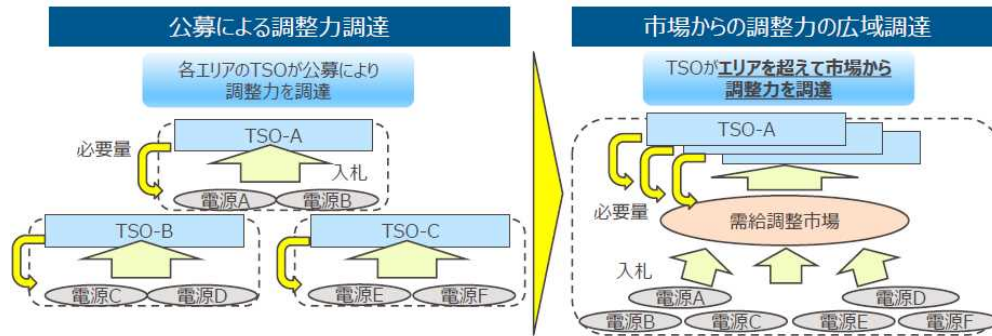 公募による調整力調達
各エリアのTSOが公募により
調整力を調達
TSO-A
必要量
入札
電源A
電源B
TSO-B
電源C
電源D
TSO-C
電源E
電源F
市場からの調整力の広域調達
TSOがエリアを超えて市場から
調整力を調達
TSO-A
必要量
需給調整市場
入札
電源A
電源D
電源B
電源C
電源E
電源F